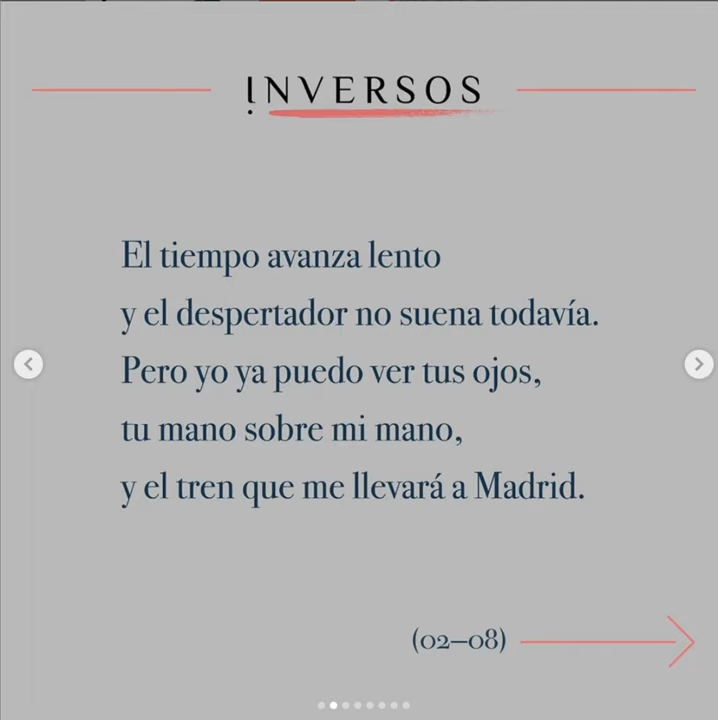 INVERSOS
El tiempo avanza lento
y el despertador no suena todavía.
Pero yo ya puedo ver tus ojos,
tu mano sobre mi mano,
y el tren que me llevará a Madrid.
(02–08)